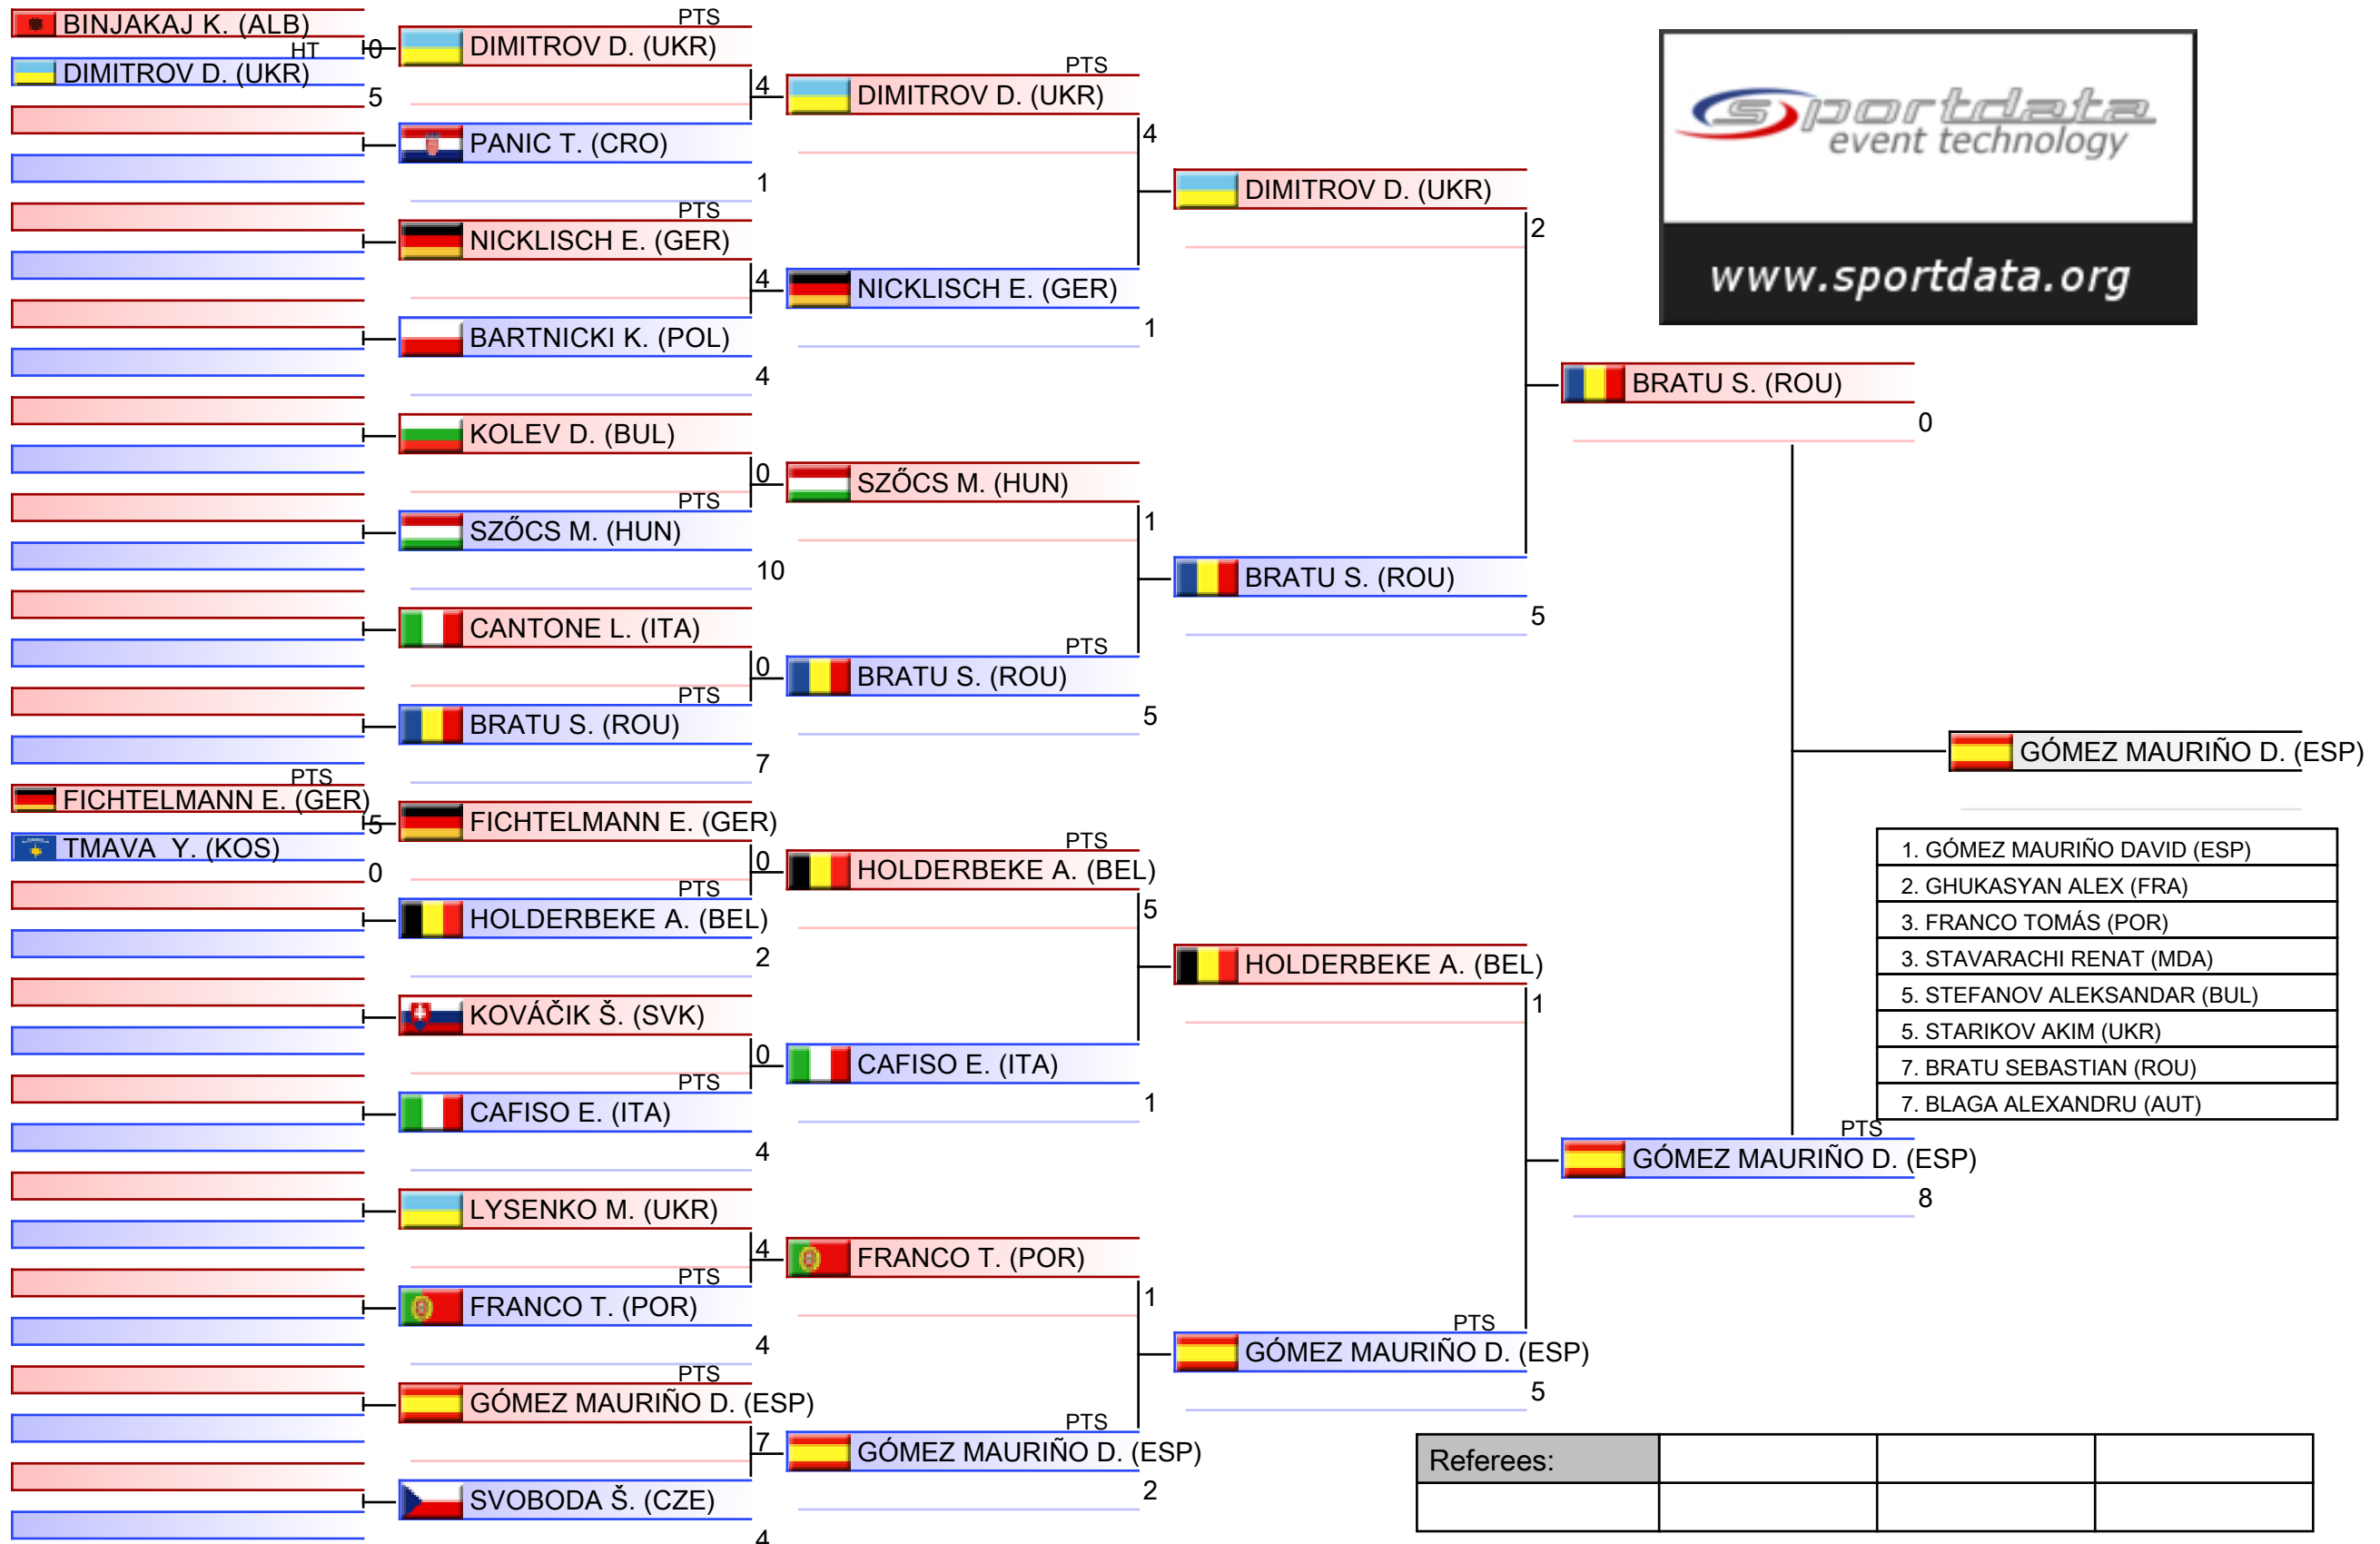 BINJAKAJ K. (ALB)
HT
0
DIMITROV D. (UKR)
5
PTS
FICHTELMANN E. (GER)
5
TMAVA Y. (KOS)
0
PTS
DIMITROV D. (UKR)
4
PANIC T. (CRO)
1
PTS
NICKLISCH E. (GER)
4
BARTNICKI K. (POL)
4
KOLEV D. (BUL)
0
PTS
SZŐCS M. (HUN)
10
CANTONE L. (ITA)
0
PTS
BRATU S. (ROU)
7
FICHTELMANN E. (GER)
0
PTS
HOLDERBEKE A. (BEL)
2
KOVÁČIK Š. (SVK)
0
PTS
CAFISO E. (ITA)
4
LYSENKO M. (UKR)
4
PTS
FRANCO T. (POR)
4
PTS
GÓMEZ MAURIÑO D. (ESP)
7
SVOBODA Š. (CZE)
4
PTS
DIMITROV D. (UKR)
4
NICKLISCH E. (GER)
1
SZŐCS M. (HUN)
1
PTS
BRATU S. (ROU)
5
PTS
HOLDERBEKE A. (BEL)
5
CAFISO E. (ITA)
1
FRANCO T. (POR)
1
PTS
GÓMEZ MAURIÑO D. (ESP)
2
DIMITROV D. (UKR)
2
BRATU S. (ROU)
5
HOLDERBEKE A. (BEL)
1
PTS
GÓMEZ MAURIÑO D. (ESP)
5
BRATU S. (ROU)
0
PTS
GÓMEZ MAURIÑO D. (ESP)
8
GÓMEZ MAURIÑO D. (ESP)
sportdata
event technology
www.sportdata.org
1. GÓMEZ MAURIÑO DAVID (ESP)
2. GHUKASYAN ALEX (FRA)
3. FRANCO TOMÁS (POR)
3. STAVARACHI RENAT (MDA)
5. STEFANOV ALEKSANDAR (BUL)
5. STARIKOV AKIM (UKR)
7. BRATU SEBASTIAN (ROU)
7. BLAGA ALEXANDRU (AUT)
Referees: